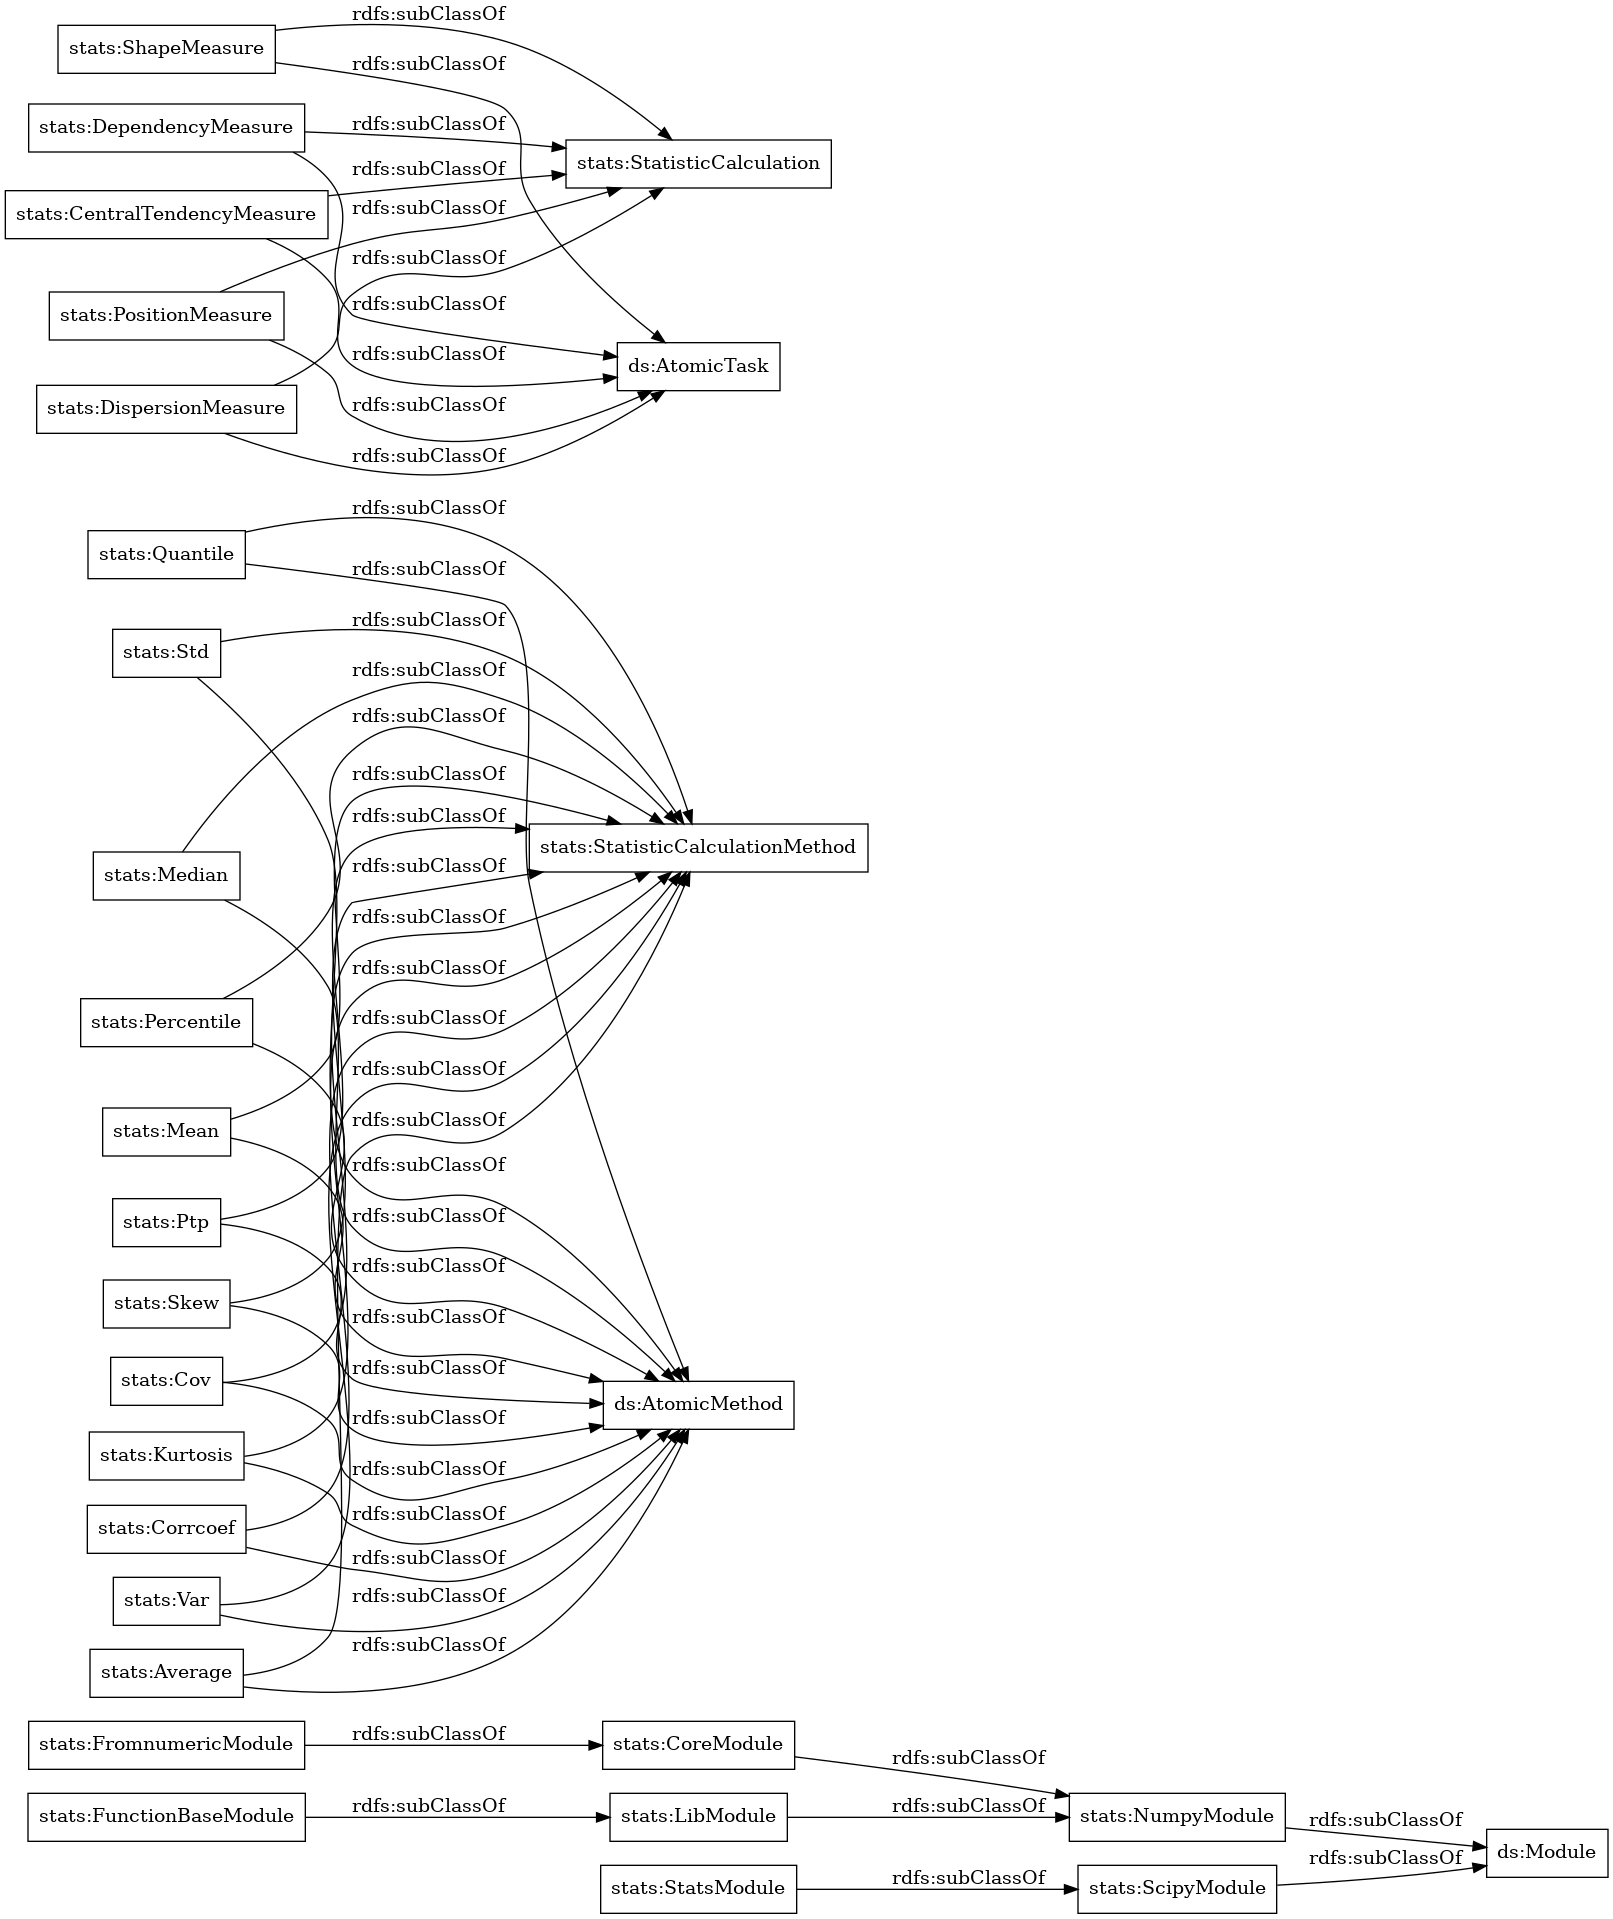 rdfs:subClassOf
stats:ShapeMeasure
rdfs:subClassOf
stats:DependencyMeasure
rdfs:subClassOf
stats:StatisticCalculation
rdfs:subClassOf
stats:CentralTendencyMeasure
rdfs:subClassOf
rdfs:subClassOf
stats:PositionMeasure
rdfs:subClassOf
rdfs:subClassOf
ds:AtomicTask
stats:DispersionMeasure
rdfs:subClassOf
rdfs:subClassOf
rdfs:subClassOf
stats:Quantile
rdfs:subClassOf
rdfs:subClassOf
stats:Std
rdfs:subClassOf
rdfs:subClassOf
rdfs:subClassOf
rdfs:subClassOf
stats:StatisticCalculationMethod
rdfs:subClassOf
stats:Median
rdfs:subClassOf
rdfs:subClassOf
rdfs:subClassOf
stats:Percentile
rdfs:subClassOf
rdfs:subClassOf
stats:Mean
rdfs:subClassOf
rdfs:subClassOf
stats:Ptp
rdfs:subClassOf
stats:Skew
rdfs:subClassOf
rdfs:subClassOf
stats:Cov
ds:AtomicMethod
rdfs:subClassOf
stats:Kurtosis
rdfs:subClassOf
rdfs:subClassOf
stats:Corrcoef
rdfs:subClassOf
rdfs:subClassOf
stats:Var
rdfs:subClassOf
stats:Average
rdfs:subClassOf
stats:FromnumericModule
stats:CoreModule
rdfs:subClassOf
rdfs:subClassOf
rdfs:subClassOf
stats:FunctionBaseModule
stats:LibModule
stats:NumpyModule
rdfs:subClassOf
ds:Module
rdfs:subClassOf
rdfs:subClassOf
stats:StatsModule
stats:ScipyModule